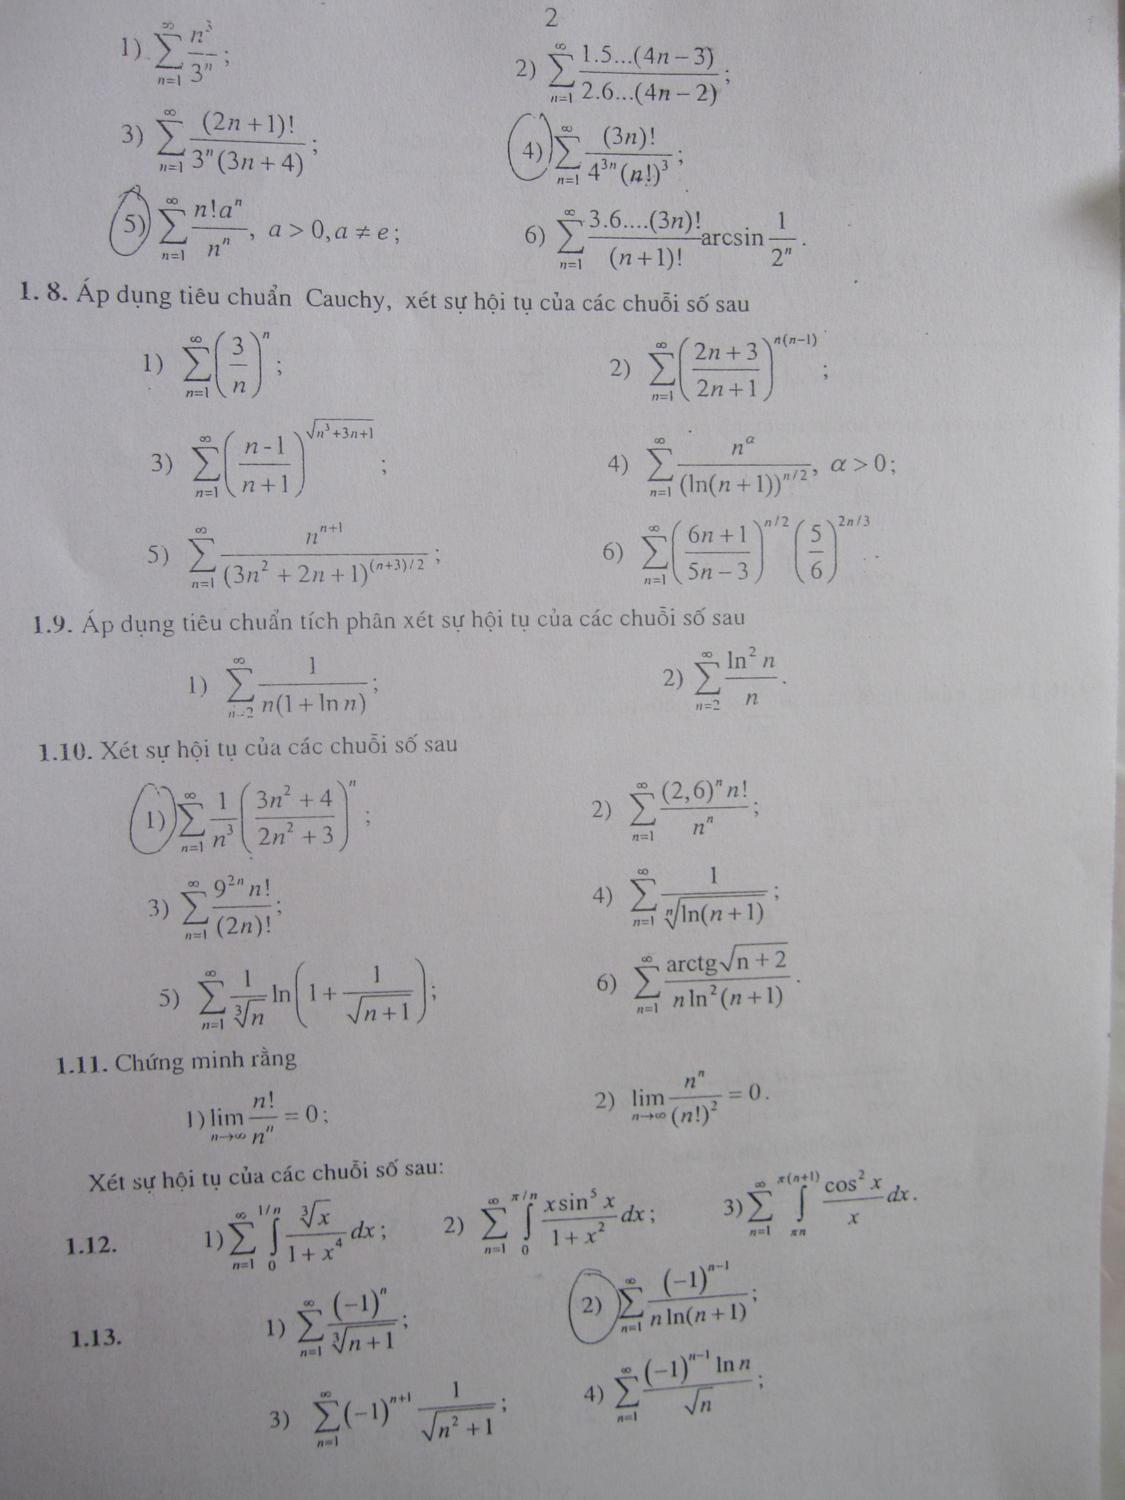 2
1) \sum_{n=1}^{\infty} \frac{n^3}{3^n}; 2) \sum_{n=1}^{\infty} \frac{1.5...(4n-3)}{2.6...(4n-2)};
3) \sum_{n=1}^{\infty} \frac{(2n+1)!}{3^n(3n+4)}; 4) \sum_{n=1}^{\infty} \frac{(3n)!}{4^{3n}(n!)^3};
5) \sum_{n=1}^{\infty} \frac{n!a^n}{n^n}, a > 0, a ≠ e; 6) \sum_{n=1}^{\infty} \frac{3.6....(3n)!}{(n+1)!} arcsin \frac{1}{2^n}.
1. 8. Áp dụng tiêu chuẩn Cauchy, xét sự hội tụ của các chuỗi số sau
1) \sum_{n=1}^{\infty} \left(\frac{3}{n}\right)^n; 2) \sum_{n=1}^{\infty} \left(\frac{2n+3}{2n+1}\right)^{n(n-1)};
3) \sum_{n=1}^{\infty} \left(\frac{n-1}{n+1}\right)^{\sqrt{n^3+3n+1}}; 4) \sum_{n=1}^{\infty} \frac{n^α}{(ln(n+1))^{n/2}}, α > 0;
5) \sum_{n=1}^{\infty} \frac{n^{n+1}}{(3n^2+2n+1)^{(n+3)/2}}; 6) \sum_{n=1}^{\infty} \left(\frac{6n+1}{5n-3}\right)^{n/2} \left(\frac{5}{6}\right)^{2n/3}.
1.9. Áp dụng tiêu chuẩn tích phân xét sự hội tụ của các chuỗi số sau
1) \sum_{n=2}^{\infty} \frac{1}{n(1+ln n)}; 2) \sum_{n=2}^{\infty} \frac{ln^2 n}{n}.
1.10. Xét sự hội tụ của các chuỗi số sau
1) \sum_{n=1}^{\infty} \frac{1}{n^3} \left(\frac{3n^2+4}{2n^2+3}\right)^n; 2) \sum_{n=1}^{\infty} \frac{(2,6)^n n!}{n^n};
3) \sum_{n=1}^{\infty} \frac{9^{2n} n!}{(2n)!}; 4) \sum_{n=1}^{\infty} \frac{1}{\sqrt[n]{ln(n+1)}};
5) \sum_{n=1}^{\infty} \frac{1}{\sqrt[3]{n}} ln\left(1+\frac{1}{\sqrt{n+1}}\right); 6) \sum_{n=1}^{\infty} \frac{arctg\sqrt{n+2}}{n ln^2(n+1)}.
1.11. Chứng minh rằng
1) \lim_{n→∞} \frac{n!}{n^n} = 0; 2) \lim_{n→∞} \frac{n^n}{(n!)^2} = 0.
Xét sự hội tụ của các chuỗi số sau:
1.12. 1) \sum_{n=1}^{\infty} \int_0^{1/n} \frac{\sqrt[3]{x}}{1+x^4} dx; 2) \sum_{n=1}^{\infty} \int_0^{π/n} \frac{x sin^5 x}{1+x^2} dx; 3) \sum_{n=1}^{\infty} \int_{πn}^{π(n+1)} \frac{cos^2 x}{x} dx.
1.13. 1) \sum_{n=1}^{\infty} \frac{(-1)^n}{\sqrt[3]{n+1}}; 2) \sum_{n=1}^{\infty} \frac{(-1)^{n-1}}{n ln(n+1)};
3) \sum_{n=1}^{\infty} (-1)^{n+1} \frac{1}{\sqrt{n^2+1}}; 4) \sum_{n=1}^{\infty} \frac{(-1)^{n-1} ln n}{\sqrt{n}};